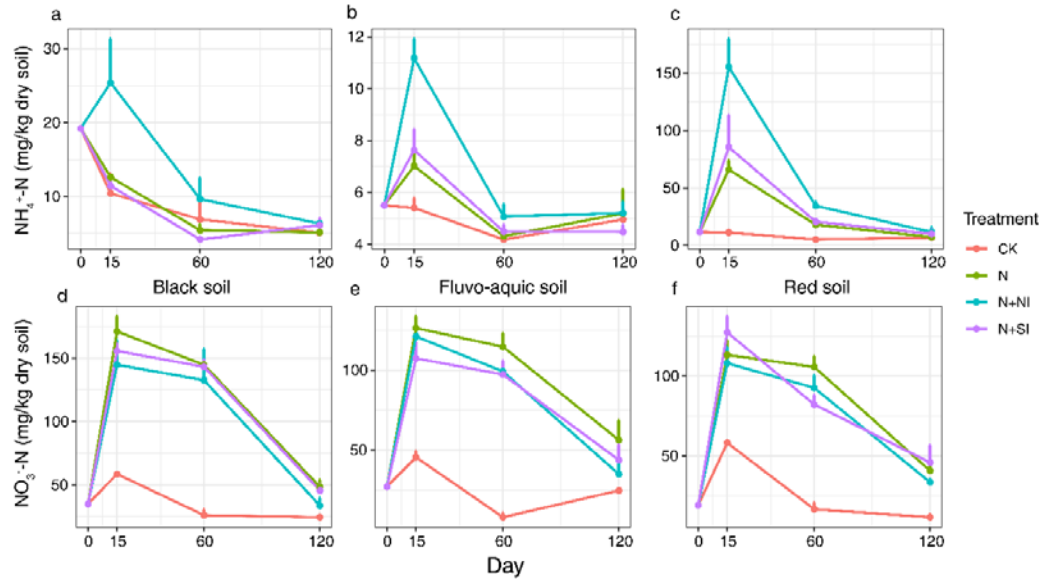 a
b
c
NH₄⁺-N (mg/kg dry soil)
30
20
10
12
10
8
6
4
150
100
50
0
0 15 60 120
0 15 60 120
0 15 60 120
Black soil
Fluvo-aquic soil
Red soil
d
e
f
NO₃⁻-N (mg/kg dry soil)
150
100
50
100
50
100
50
0 15 60 120
0 15 60 120
0 15 60 120
Day
Treatment
CK
N
N+NI
N+SI